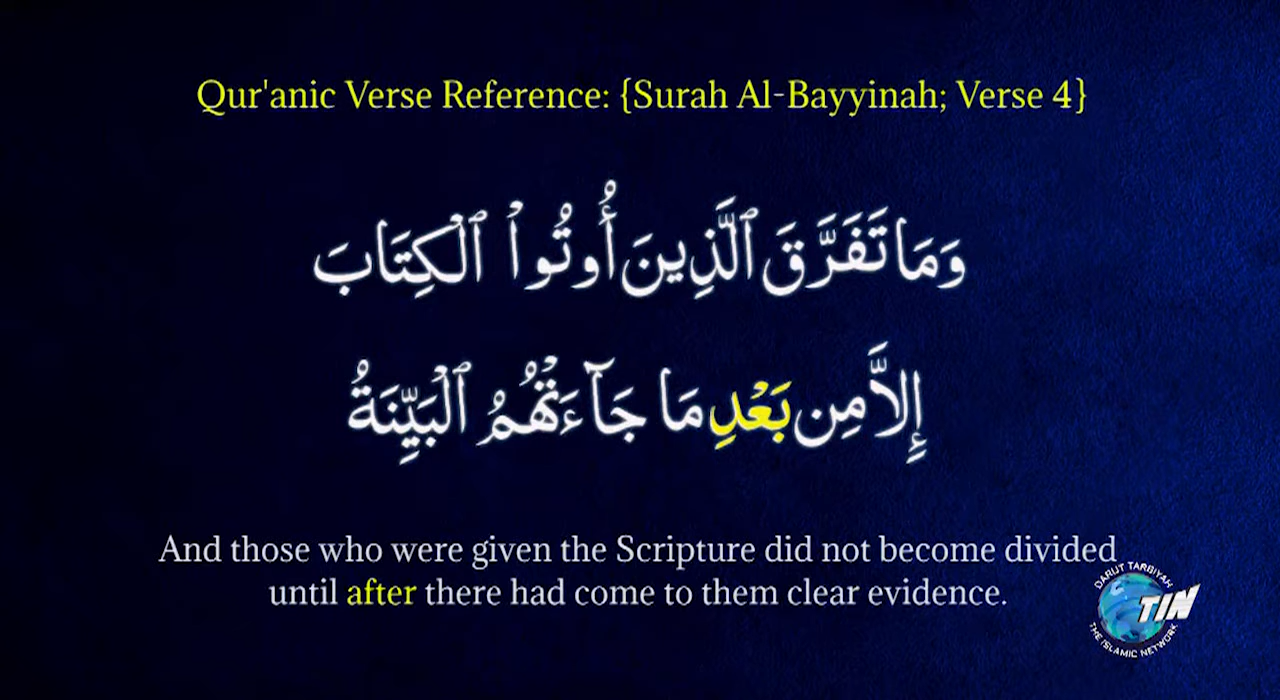 Qur'anic Verse Reference: {Surah Al-Bayyinah; Verse 4}
وَمَا تَفَرَّقَ ٱلَّذِينَ أُوتُواْ ٱلْكِتَابَ
إِلاَّ مِن بَعْدِ مَا جَآءَتْهُمُ ٱلْبَيِّنَةُ
And those who were given the Scripture did not become divided
until after there had come to them clear evidence.
DARUT TARBIYAH
TIN
THE ISLAMIC NETWORK